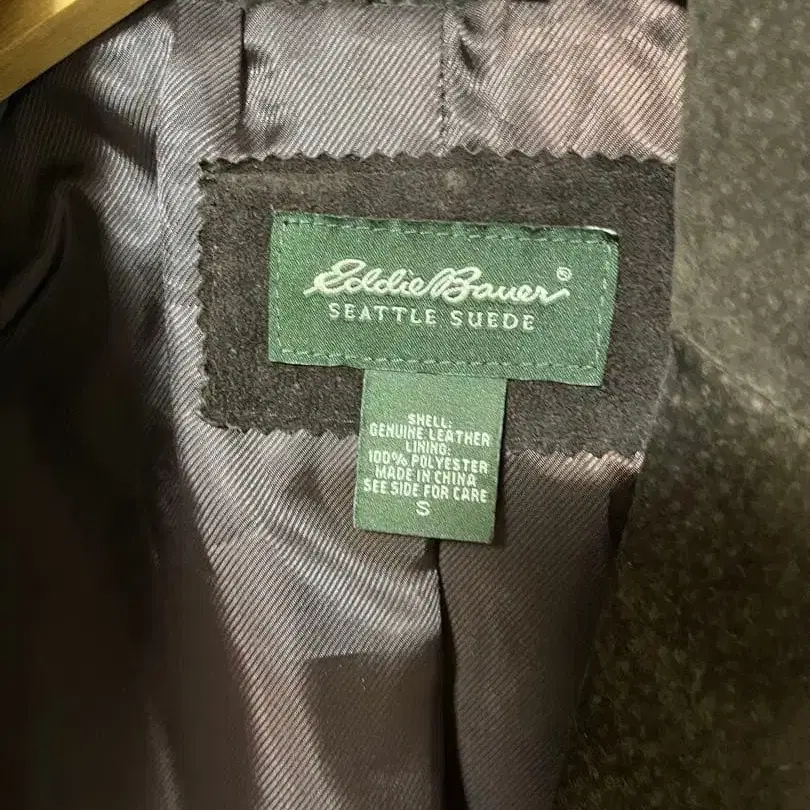 Eddie Bauer®
SEATTLE SUEDE
SHELL:
GENUINE LEATHER
LINING:
100% POLYESTER
MADE IN CHINA
SEE SIDE FOR CARE
S